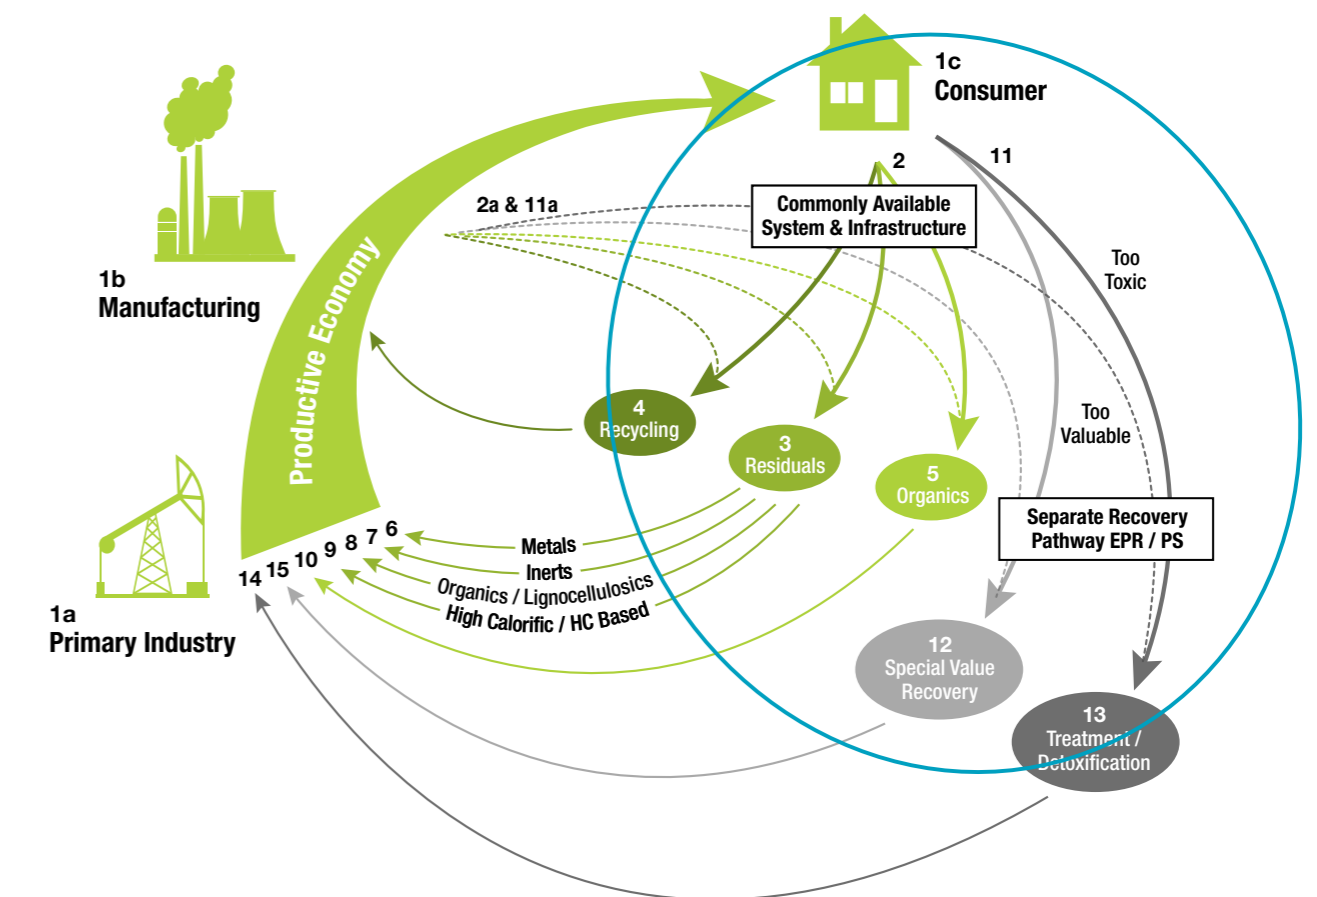 1c
Consumer
2
11
Commonly Available
System & Infrastructure
2a & 11a
Too
Toxic
1b
Manufacturing
Productive Economy
4
Recycling
3
Residuals
5
Organics
Too
Valuable
Separate Recovery
Pathway EPR / PS
6
7
8
9
10
15
14
Metals
Inerts
Organics / Lignocellulosics
High Calorific / HC Based
1a
Primary Industry
12
Special Value
Recovery
13
Treatment /
Detoxification